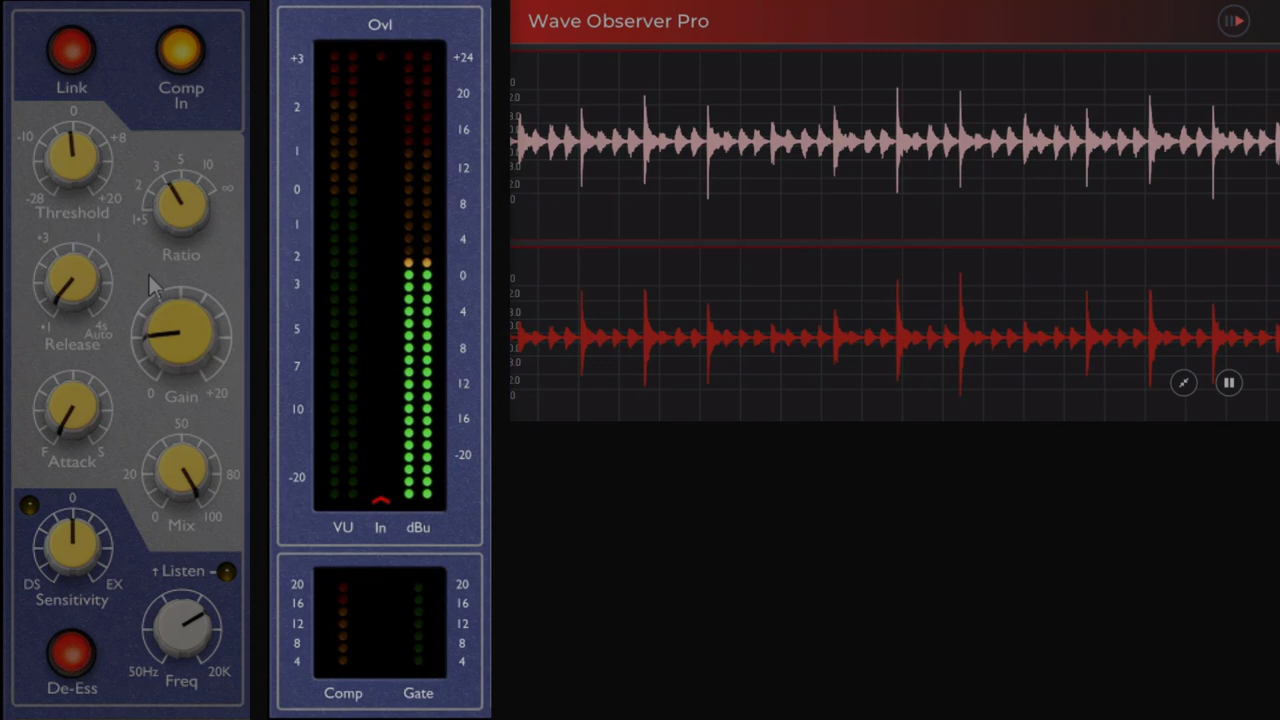 Link
Comp
In
0
-10
+8
-28
+20
Threshold
5
3
10
2
∞
1•5
Ratio
•3
1
•1
4s
Auto
Release
0
+20
Gain
F
S
Attack
50
20
80
0
100
Mix
0
DS
EX
Sensitivity
↑ Listen
De-Ess
50Hz
20K
Freq
Ovl
+3
+24
2
20
16
1
12
0
8
1
4
2
0
3
4
5
8
7
12
10
16
-20
-20
VU In dBu
20
20
16
16
12
12
8
8
4
4
Comp Gate
Wave Observer Pro